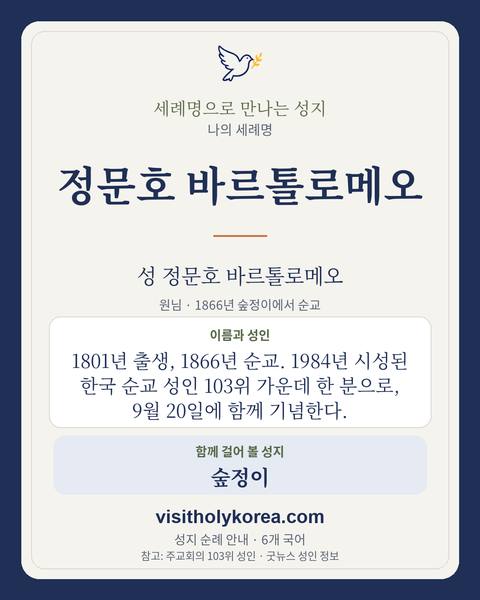 세례명으로 만나는 성지
나의 세례명
정문호 바르톨로메오
성 정문호 바르톨로메오
원님 · 1866년 숲정이에서 순교
이름과 성인
1801년 출생, 1866년 순교. 1984년 시성된
한국 순교 성인 103위 가운데 한 분으로,
9월 20일에 함께 기념한다.
함께 걸어 볼 성지
숲정이
visitholykorea.com
성지 순례 안내 · 6개 국어
참고: 주교회의 103위 성인 · 굿뉴스 성인 정보